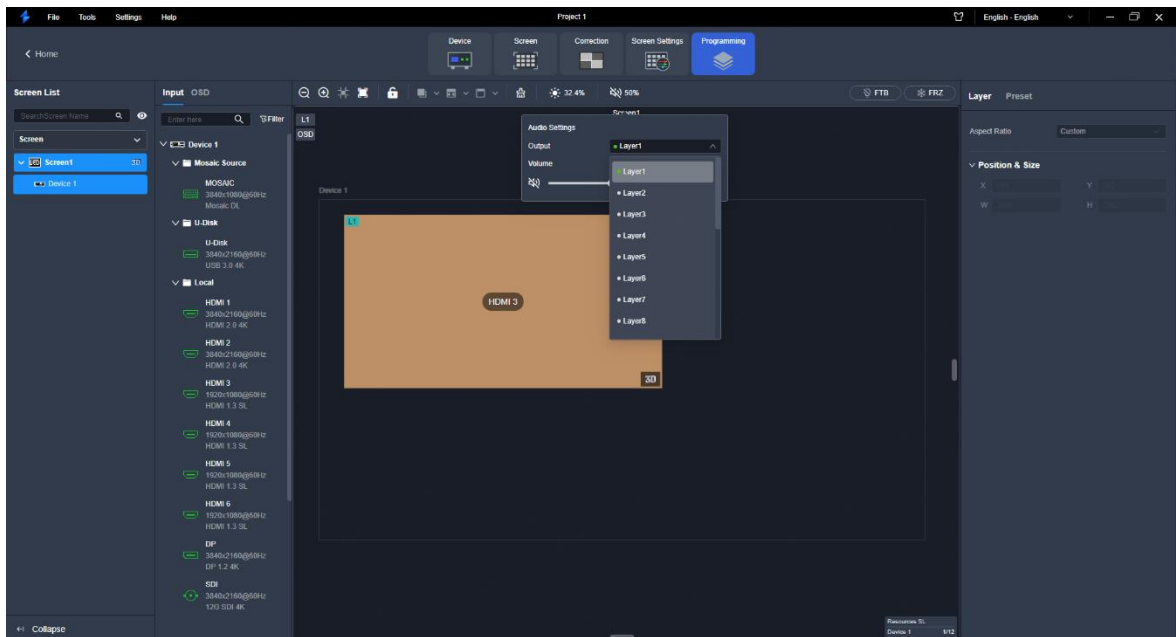 File Tools Settings Help Project 1 English - English
Home Device Screen Correction Screen Settings Programming
Screen List
SearchScreen Name
Screen
Screen1 3D
Device 1
Collapse
Input OSD
Enter here Filter
Device 1
Mosaic Source
MOSAIC
3840x1080@60Hz
Mosaic DL
U-Disk
U-Disk
3840x2160@60Hz
USB 3.0 4K
Local
HDMI 1
3840x2160@60Hz
HDMI 2.0 4K
HDMI 2
3840x2160@60Hz
HDMI 2.0 4K
HDMI 3
1920x1080@60Hz
HDMI 1.3 SL
HDMI 4
1920x1080@60Hz
HDMI 1.3 SL
HDMI 5
1920x1080@60Hz
HDMI 1.3 SL
HDMI 6
1920x1080@60Hz
HDMI 1.3 SL
DP
3840x2160@60Hz
DP 1.2 4K
SDI
3840x2160@60Hz
12G SDI 4K
32.4% 50% FTB FRZ
L1
OSD
Screen1
Audio Settings
Output Layer1
Volume
Layer1
Layer2
Layer3
Layer4
Layer5
Layer6
Layer7
Layer8
Device 1
L1
HDMI 3
3D
Resources SL
Device 1 1/12
Layer Preset
Aspect Ratio Custom
Position & Size
X Y
W H